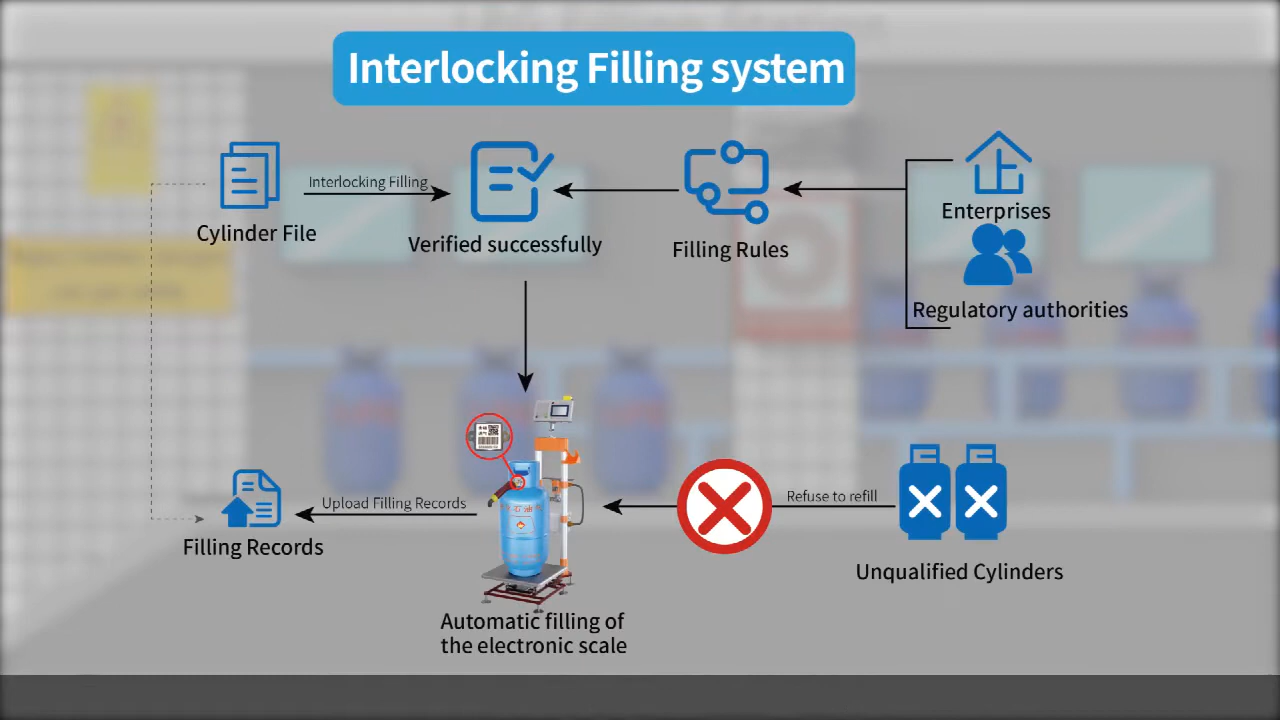 Interlocking Filling system
Interlocking Filling
Cylinder File
Verified successfully
Filling Rules
Enterprises
Regulatory authorities
Upload Filling Records
Refuse to refill
Filling Records
Unqualified Cylinders
Automatic filling of
the electronic scale